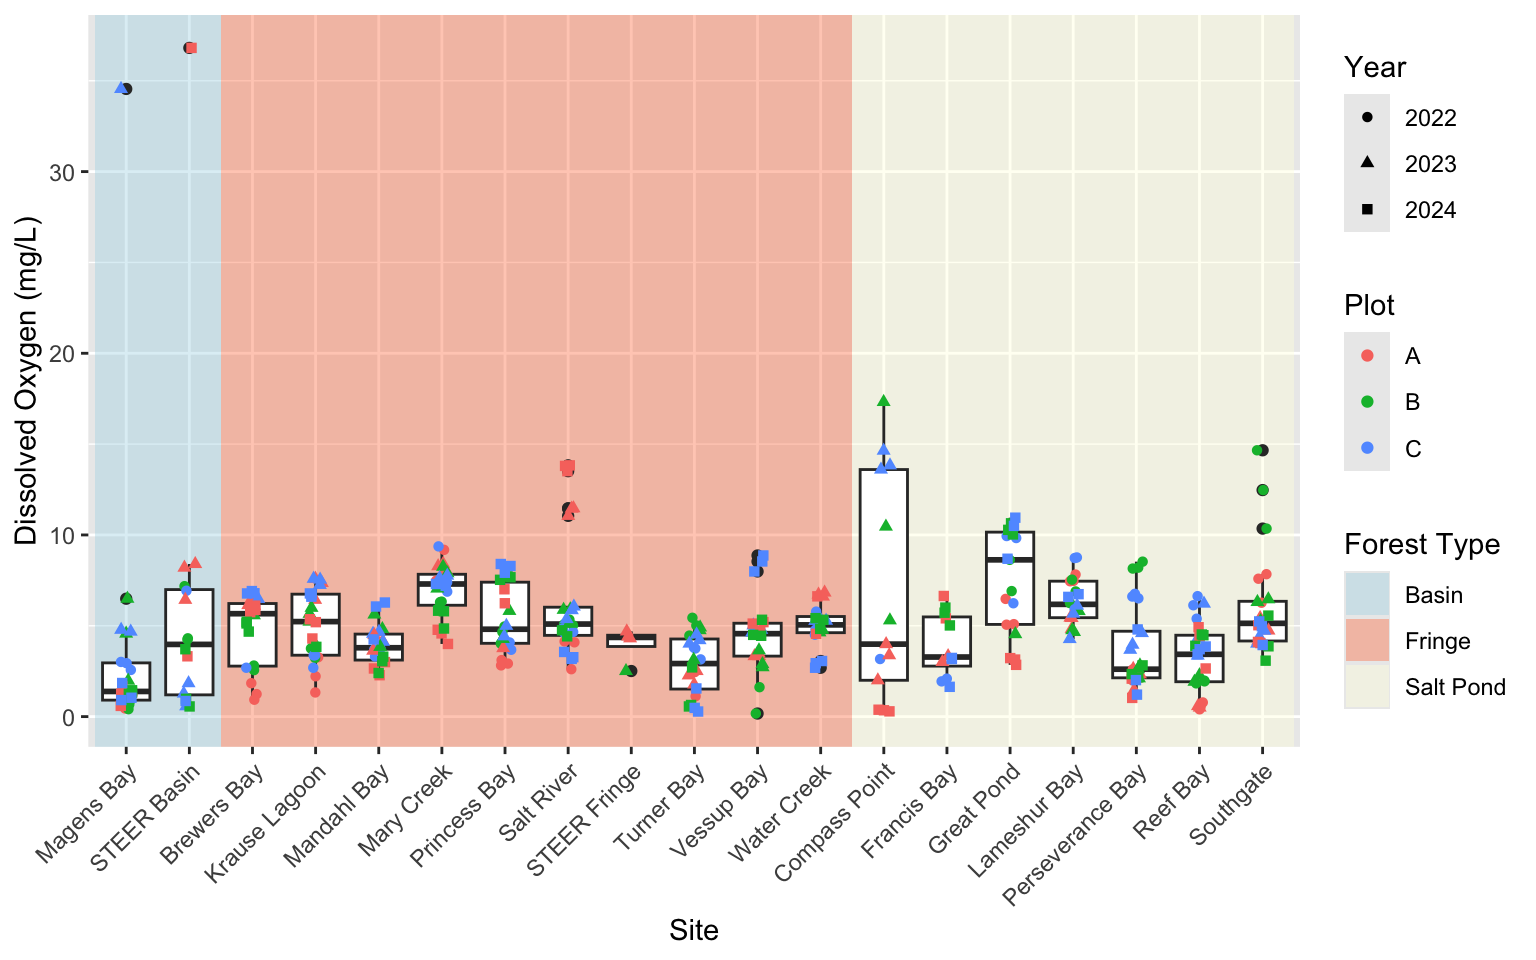 Dissolved Oxygen (mg/L)
30
20
10
0
Magens Bay
STEER Basin
Brewers Bay
Krause Lagoon
Mandahl Bay
Mary Creek
Princess Bay
Salt River
STEER Fringe
Turner Bay
Vessup Bay
Water Creek
Compass Point
Francis Bay
Great Pond
Lameshur Bay
Perseverance Bay
Reef Bay
Southgate
Site
Year
2022
2023
2024
Plot
A
B
C
Forest Type
Basin
Fringe
Salt Pond